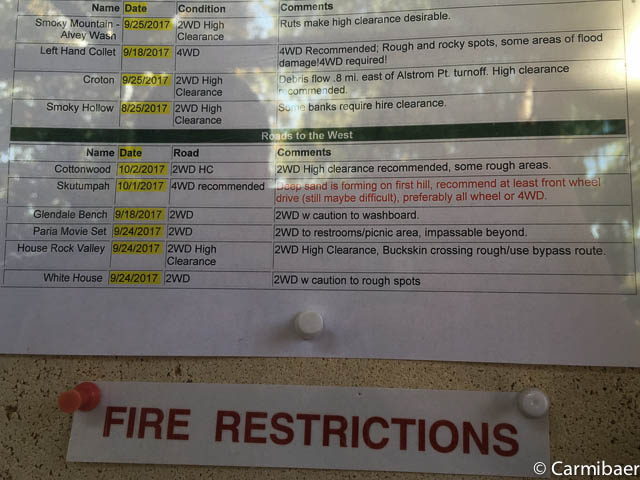 Name Date Condition Comments
Smoky Mountain - 9/25/2017 2WD High Ruts make high clearance desirable.
Alvey Wash Clearance
Left Hand Collet 9/18/2017 4WD 4WD Recommended; Rough and rocky spots, some areas of flood
damage!4WD required!
Croton 9/25/2017 2WD High Debris flow .8 mi. east of Alstrom Pt. turnoff. High clearance
Clearance recommended.
Smoky Hollow 8/25/2017 2WD High Some banks require hire clearance.
Clearance
Roads to the West
Name Date Road Comments
Cottonwood 10/2/2017 2WD HC 2WD High clearance recommended, some rough areas.
Skutumpah 10/1/2017 4WD recommended Deep sand is forming on first hill, recommend at least front wheel
drive (still maybe difficult), preferably all wheel or 4WD.
Glendale Bench 9/18/2017 2WD 2WD w caution to washboard.
Paria Movie Set 9/24/2017 2WD 2WD to restrooms/picnic area, impassable beyond.
House Rock Valley 9/24/2017 2WD High 2WD High Clearance, Buckskin crossing rough/use bypass route.
Clearance
White House 9/24/2017 2WD 2WD w caution to rough spots
FIRE RESTRICTIONS
© Carmibaer